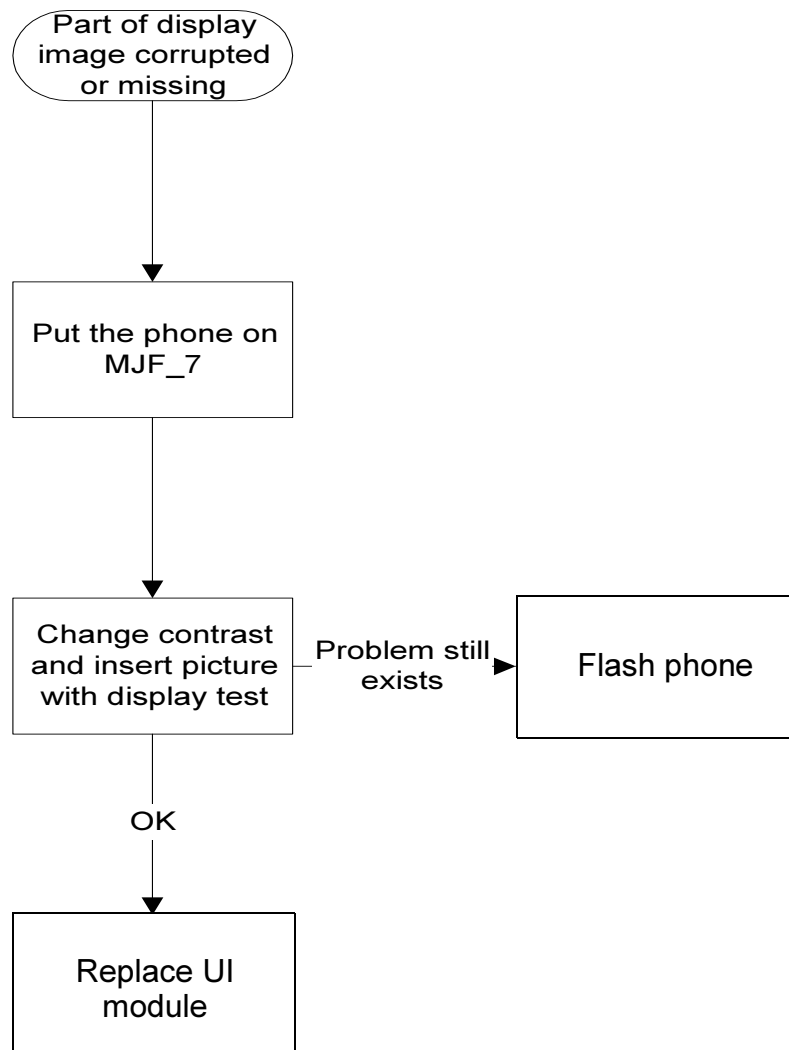 Part of display
image corrupted
or missing
Put the phone on
MJF_7
Change contrast
and insert picture
with display test
Problem still
exists
Flash phone
OK
Replace UI
module